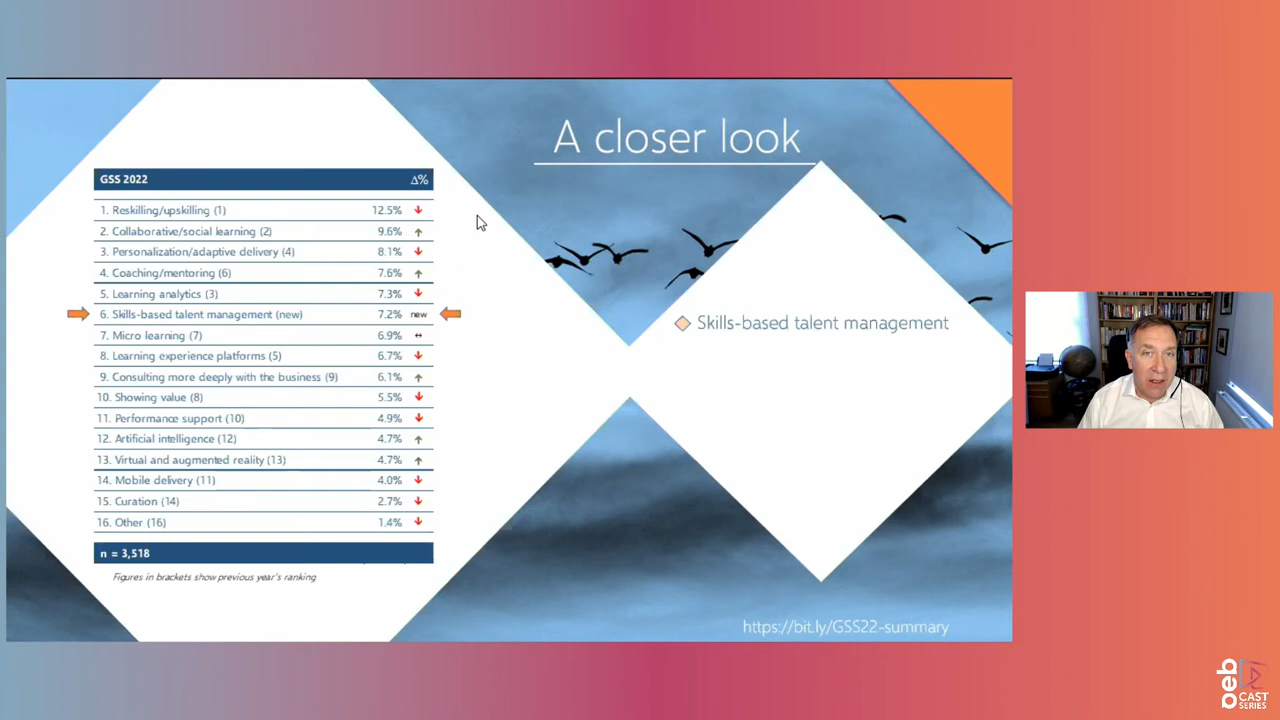 A closer look
GSS 2022 Δ%
1. Reskilling/upskilling (1) 12.5% ↓
2. Collaborative/social learning (2) 9.6% ↑
3. Personalization/adaptive delivery (4) 8.1% ↓
4. Coaching/mentoring (6) 7.6% ↑
5. Learning analytics (3) 7.3% ↓
6. Skills-based talent management (new) 7.2% new
7. Micro learning (7) 6.9% ↔
8. Learning experience platforms (5) 6.7% ↓
9. Consulting more deeply with the business (9) 6.1% ↑
10. Showing value (8) 5.5% ↓
11. Performance support (10) 4.9% ↓
12. Artificial intelligence (12) 4.7% ↑
13. Virtual and augmented reality (13) 4.7% ↑
14. Mobile delivery (11) 4.0% ↓
15. Curation (14) 2.7% ↓
16. Other (16) 1.4% ↓
n = 3,518
Figures in brackets show previous year's ranking
Skills-based talent management
https://bit.ly/GSS22-summary
oeb
CAST
SERIES